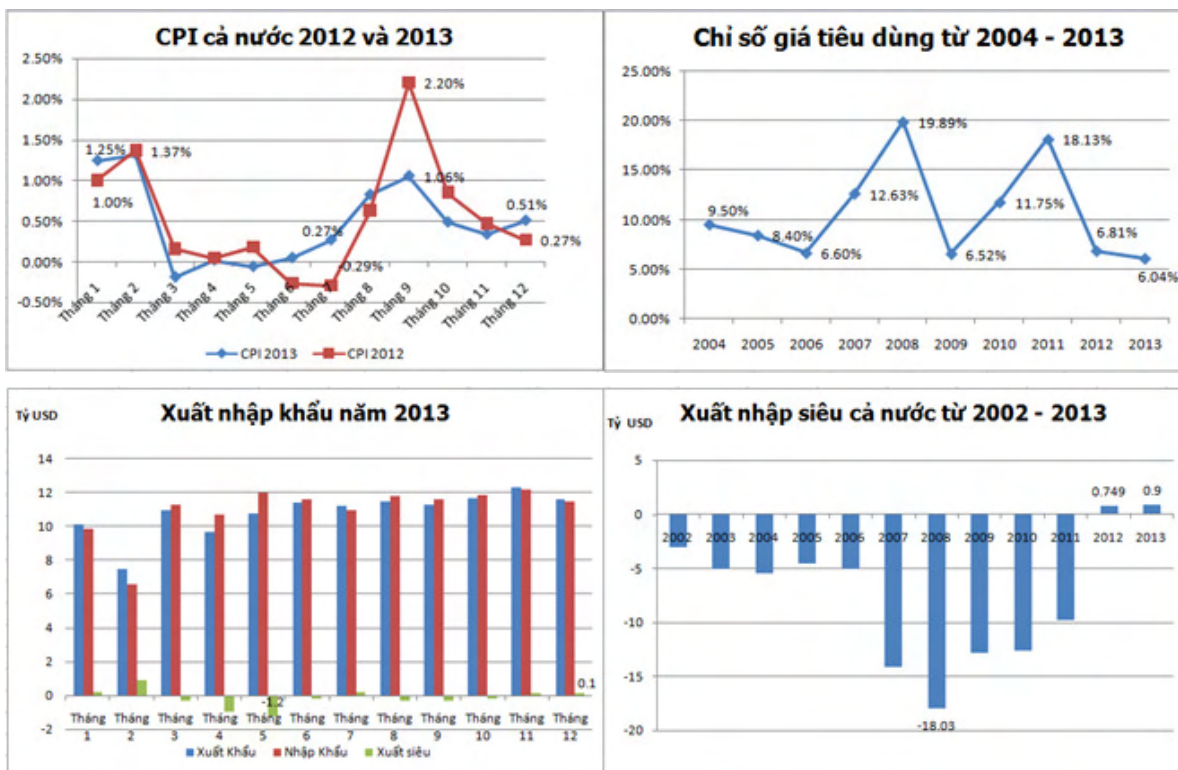 CPI cả nước 2012 và 2013
2.50%
2.00%
1.50%
1.00%
0.50%
0.00%
-0.50%
1.25%
1.37%
1.00%
0.27%
-0.29%
2.20%
1.06%
0.51%
0.27%
Tháng 1
Tháng 2
Tháng 3
Tháng 4
Tháng 5
Tháng 6
Tháng 7
Tháng 8
Tháng 9
Tháng 10
Tháng 11
Tháng 12
CPI 2013 CPI 2012
Chỉ số giá tiêu dùng từ 2004 - 2013
25.00%
20.00%
15.00%
10.00%
5.00%
0.00%
9.50%
8.40%
6.60%
12.63%
19.89%
6.52%
11.75%
18.13%
6.81%
6.04%
2004 2005 2006 2007 2008 2009 2010 2011 2012 2013
Xuất nhập khẩu năm 2013
Tỷ USD
14
12
10
8
6
4
2
0
-2
-1.2
0.1
Tháng Tháng Tháng Tháng Tháng Tháng Tháng Tháng Tháng Tháng Tháng Tháng
1 2 3 4 5 6 7 8 9 10 11 12
Xuất Khẩu Nhập Khẩu Xuất siêu
Xuất nhập siêu cả nước từ 2002 - 2013
Tỷ USD
5
0
-5
-10
-15
-20
0.749 0.9
2002 2003 2004 2005 2006 2007 2008 2009 2010 2011 2012 2013
-18.03